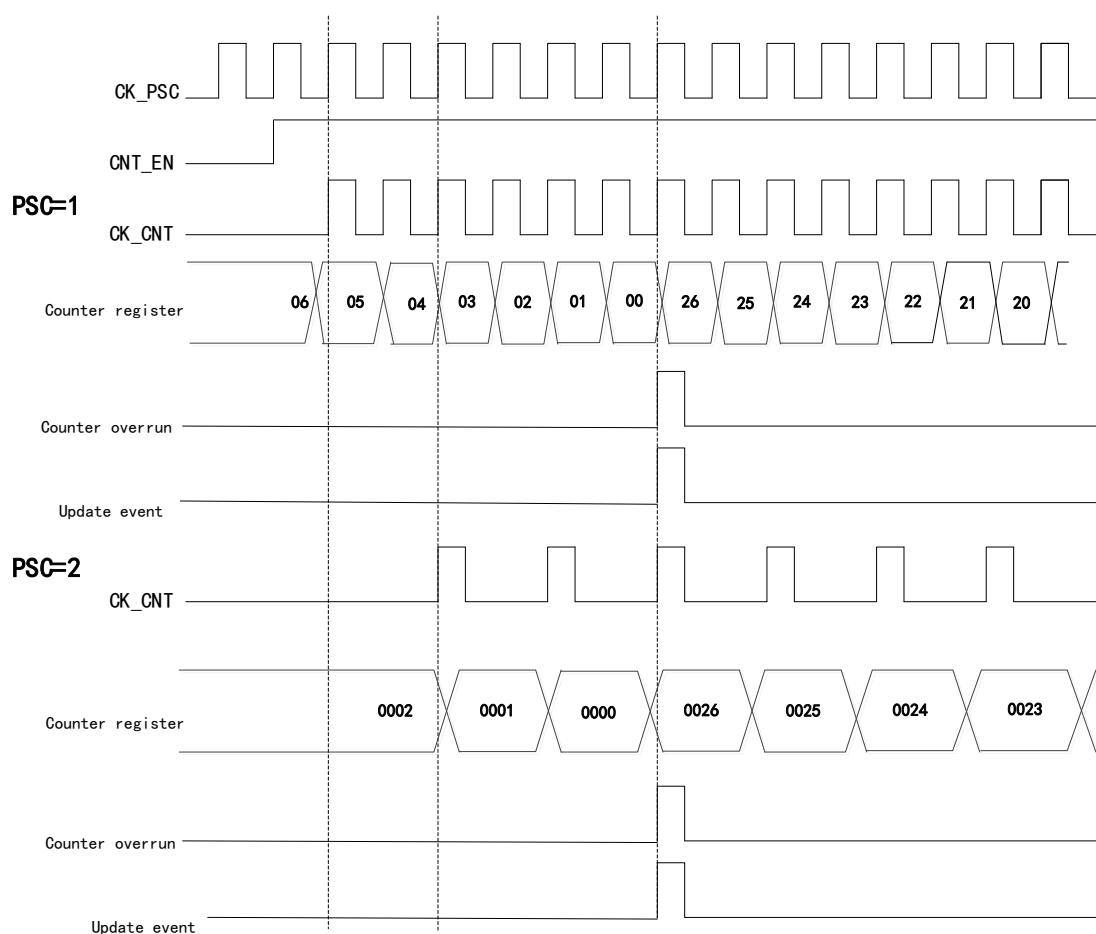 CK_PSC
CNT_EN
PSC=1
CK_CNT
Counter register 06 05 04 03 02 01 00 26 25 24 23 22 21 20
Counter overrun
Update event
PSC=2
CK_CNT
Counter register 0002 0001 0000 0026 0025 0024 0023
Counter overrun
Update event